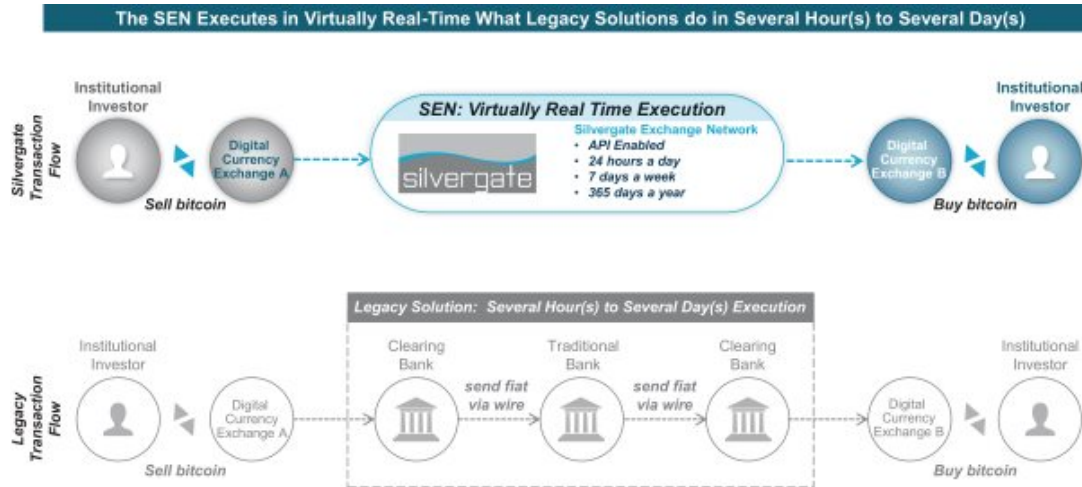 The SEN Executes in Virtually Real-Time What Legacy Solutions do in Several Hour(s) to Several Day(s)
Silvergate
Transaction
Flow
Institutional
Investor
Digital
Currency
Exchange A
Sell bitcoin
SEN: Virtually Real Time Execution
silvergate
Silvergate Exchange Network
• API Enabled
• 24 hours a day
• 7 days a week
• 365 days a year
Digital
Currency
Exchange B
Institutional
Investor
Buy bitcoin
Legacy
Transaction
Flow
Institutional
Investor
Digital
Currency
Exchange A
Sell bitcoin
Legacy Solution: Several Hour(s) to Several Day(s) Execution
Clearing
Bank
send fiat
via wire
Traditional
Bank
send fiat
via wire
Clearing
Bank
Digital
Currency
Exchange B
Institutional
Investor
Buy bitcoin